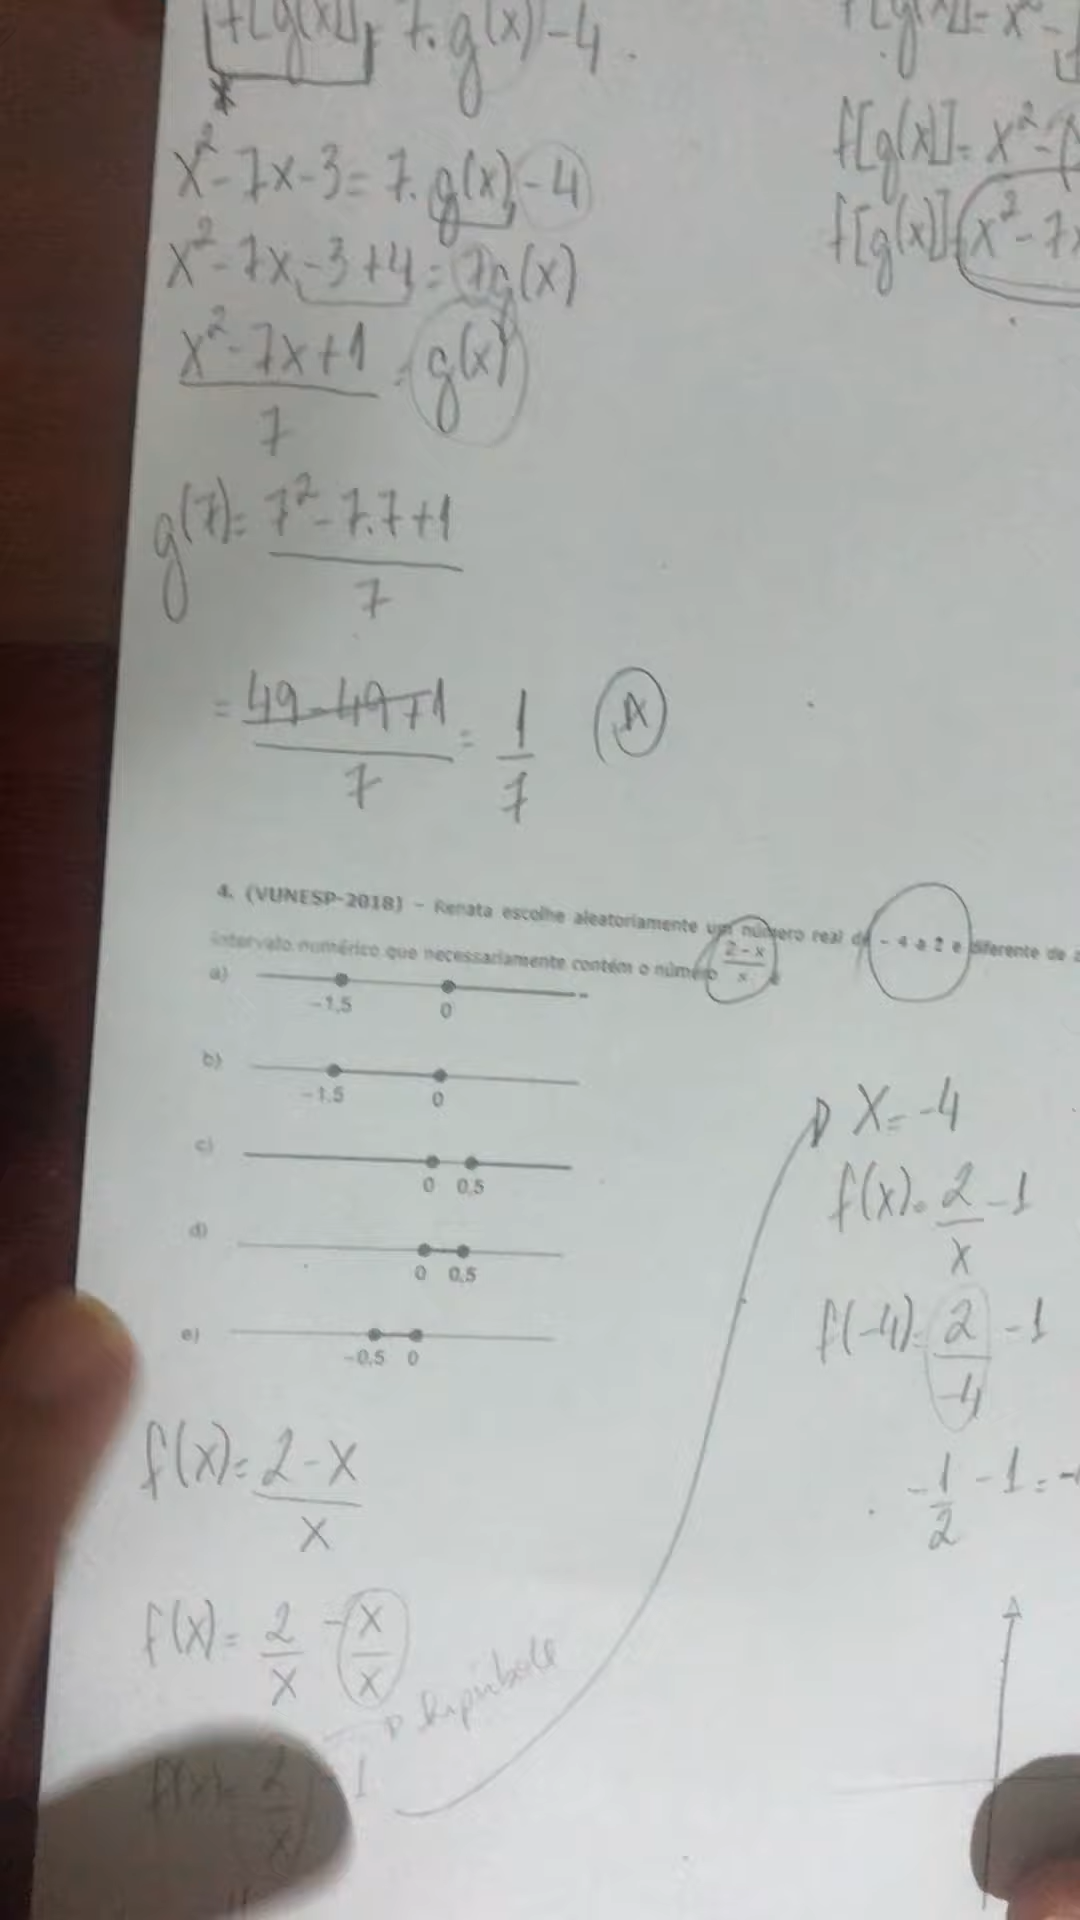 f[g(x)] = 7.g(x)-4
x²-7x-3=7.g(x)-4
x²-7x-3+4=7g(x)
x²-7x+1 = g(x)
7
g(7)= 7²-7.7+1
7
= 49-49+1 = 1
7 7
A
f[g(x)]= x²-
f[g(x)]= x²-
f[g(x)] x²-7x
4. (VUNESP-2018) - Renata escolhe aleatoriamente um número real de - 4 a 2 e diferente de
intervalo numérico que necessariamente contém o número 2-x
x
a)
-1,5 0
b)
-1,5 0
c)
0 0,5
d)
0 0,5
e)
-0,5 0
f(x)= 2-x
x
f(x)= 2 - x
x x
f(x)= 2 - 1
x
X=-4
f(x)= 2 -1
x
f(-4)= 2 -1
-4
-1 -1=-
2